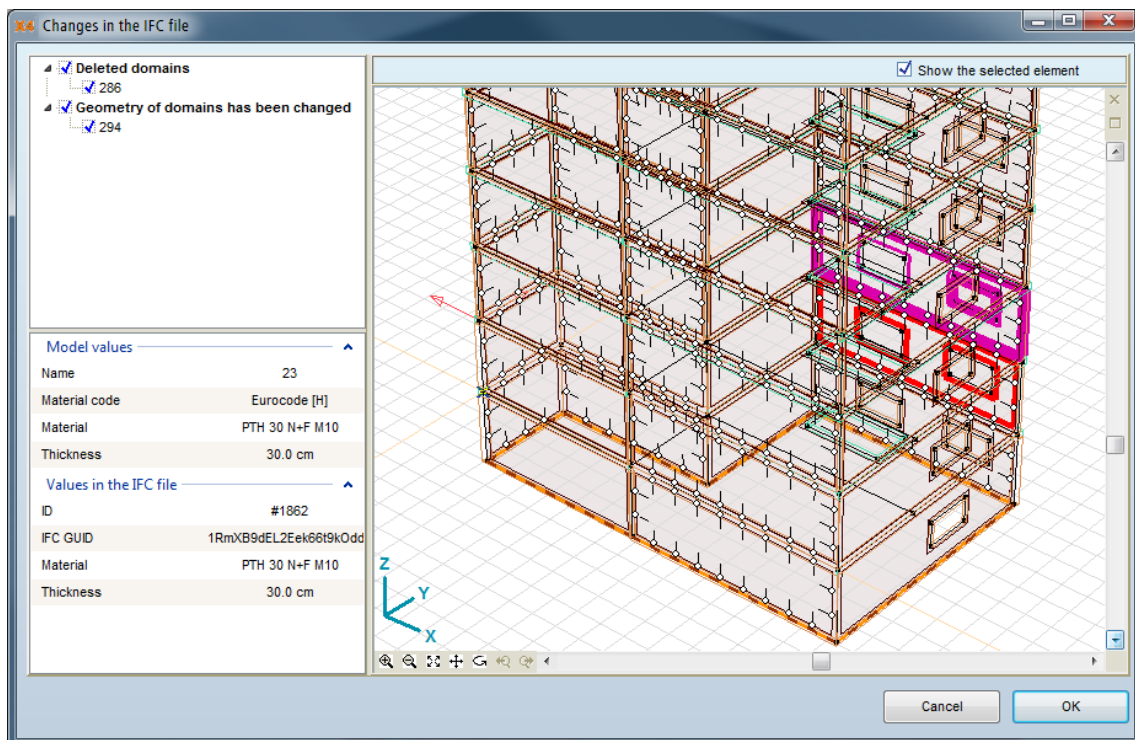 X4 Changes in the IFC file
Deleted domains
286
Geometry of domains has been changed
294
Show the selected element
Model values
Name 23
Material code Eurocode [H]
Material PTH 30 N+F M10
Thickness 30.0 cm
Values in the IFC file
ID #1862
IFC GUID 1RmXB9dEL2Eek66t9kOdd
Material PTH 30 N+F M10
Thickness 30.0 cm
Z
Y
X
Cancel
OK